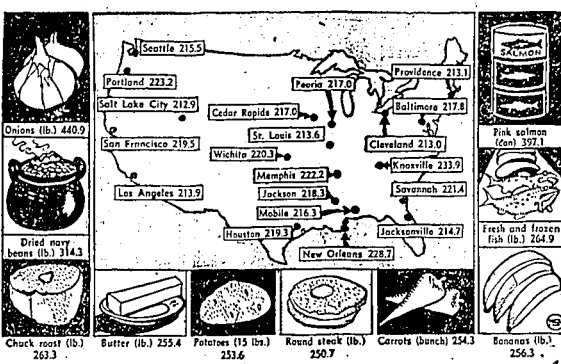 Seattle 215.5
Portland 223.2
Salt Lake City 212.9
San Francisco 219.5
Los Angeles 213.9
Peoria 217.0
Cedar Rapids 217.0
St. Louis 213.6
Wichita 220.3
Memphis 222.2
Jackson 218.3
Mobile 216.3
Houston 219.3
New Orleans 228.7
Providence 213.1
Baltimore 217.8
Cleveland 213.0
Knoxville 233.9
Savannah 221.4
Jacksonville 214.7
Onions (lb.) 440.9
Dried navy
beans (lb.) 314.3
Chuck roast (lb.)
263.3
Butter (lb.) 255.4
Potatoes (15 lbs.)
253.6
Round steak (lb.)
250.7
Carrots (bunch) 254.3
SALMON
Pink salmon
(can) 397.1
Fresh and frozen
fish (lb.) 264.9
Bananas (lb.)
256.3